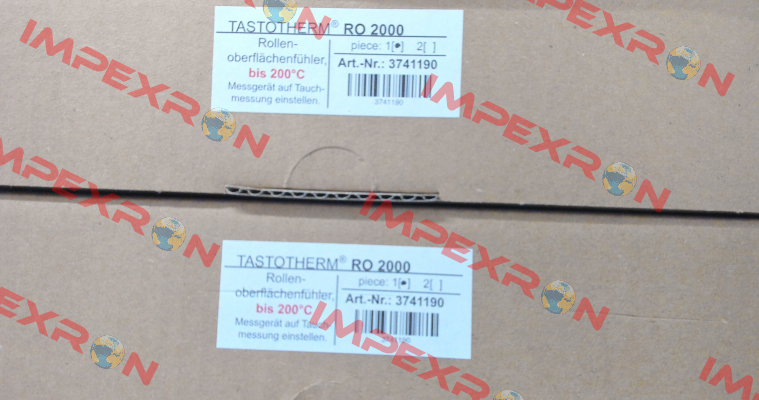 TASTOTHERM® RO 2000
Rollen-
oberflächenfühler,
bis 200°C
Messgerät auf Tauch-
messung einstellen.
piece: 1[•] 2[ ]
Art.-Nr.: 3741190
3741190
TASTOTHERM® RO 2000
Rollen-
oberflächenfühler,
bis 200°C
Messgerät auf Tauch-
messung einstellen.
piece: 1[•] 2[ ]
Art.-Nr.: 3741190
IMPEXRON
IMPEXRON
IMPEXRON
IMPEXRON
IMPEXRON
IMPEXRON
IMPEXRON